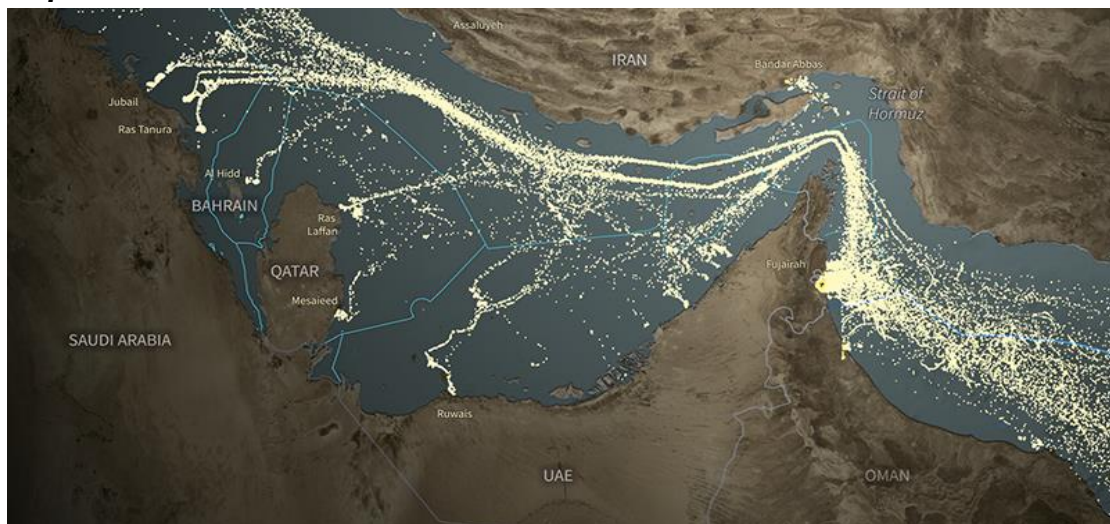 Assaluyeh
IRAN
Bandar Abbas
Strait of
Hormuz
Jubail
Ras Tanura
Al Hidd
BAHRAIN
Ras
Laffan
QATAR
Fujairah
Mesaieed
SAUDI ARABIA
Ruwais
UAE
OMAN